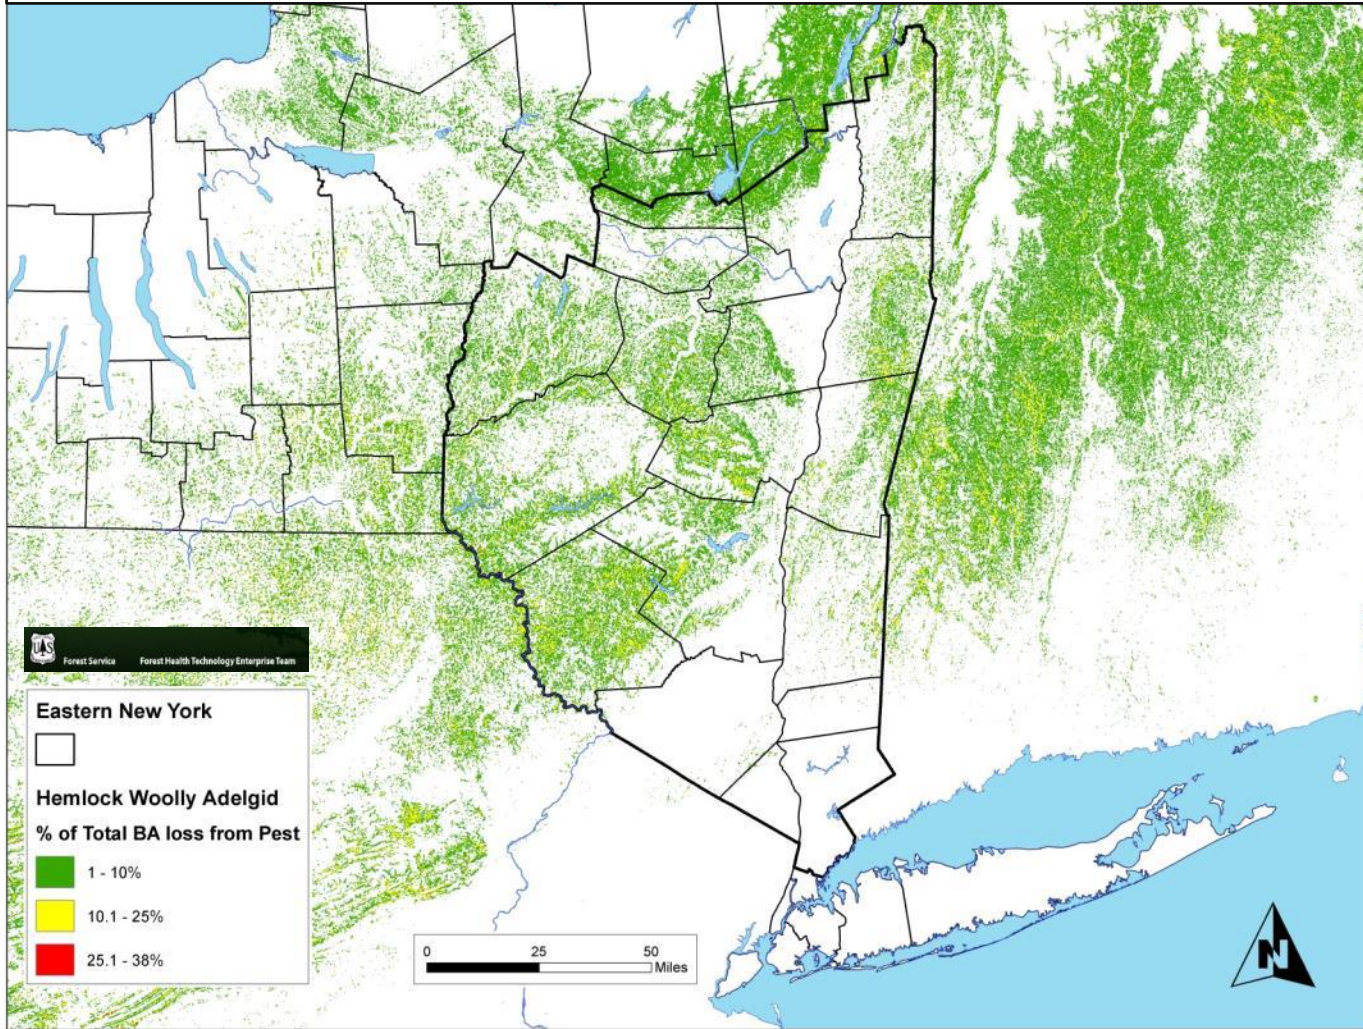 US
Forest Service Forest Health Technology Enterprise Team
Eastern New York
Hemlock Woolly Adelgid
% of Total BA loss from Pest
1 - 10%
10.1 - 25%
25.1 - 38%
0 25 50
Miles
N